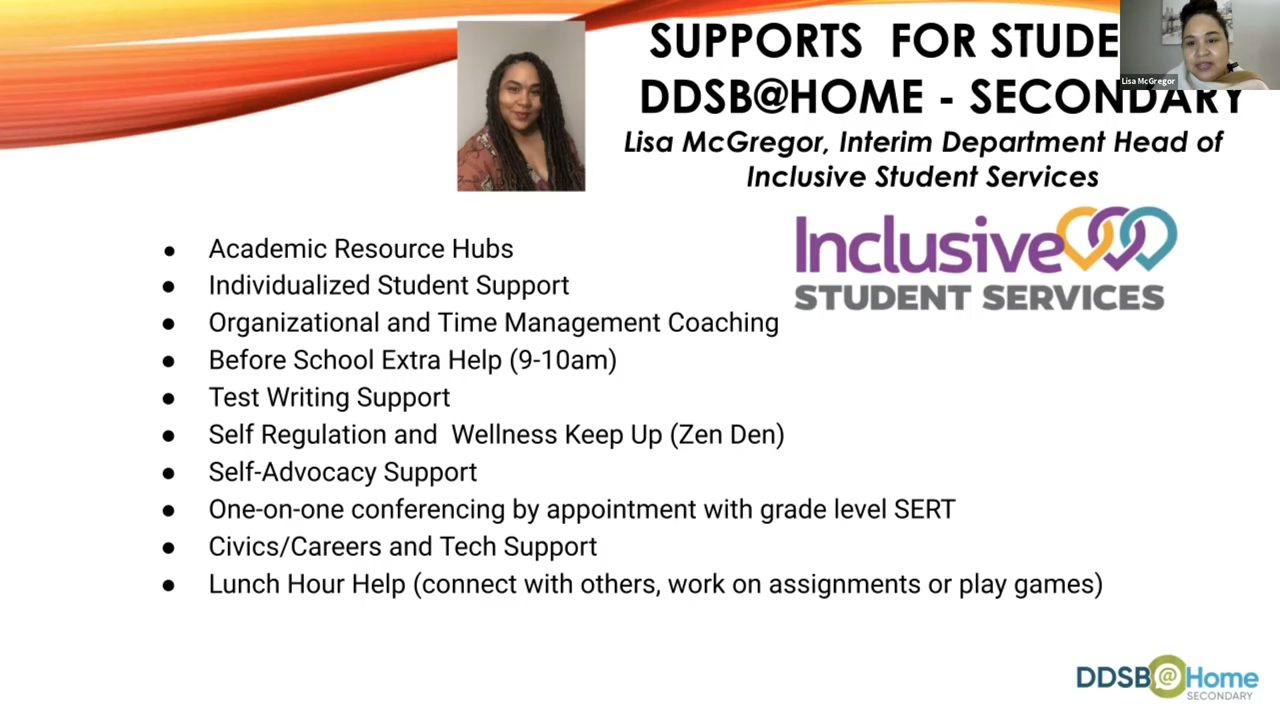 SUPPORTS FOR STUDE
DDSB@HOME - SECONDARY
Lisa McGregor
Lisa McGregor, Interim Department Head of
Inclusive Student Services
Inclusive
STUDENT SERVICES
● Academic Resource Hubs
● Individualized Student Support
● Organizational and Time Management Coaching
● Before School Extra Help (9-10am)
● Test Writing Support
● Self Regulation and Wellness Keep Up (Zen Den)
● Self-Advocacy Support
● One-on-one conferencing by appointment with grade level SERT
● Civics/Careers and Tech Support
● Lunch Hour Help (connect with others, work on assignments or play games)
DDSB@Home
SECONDARY